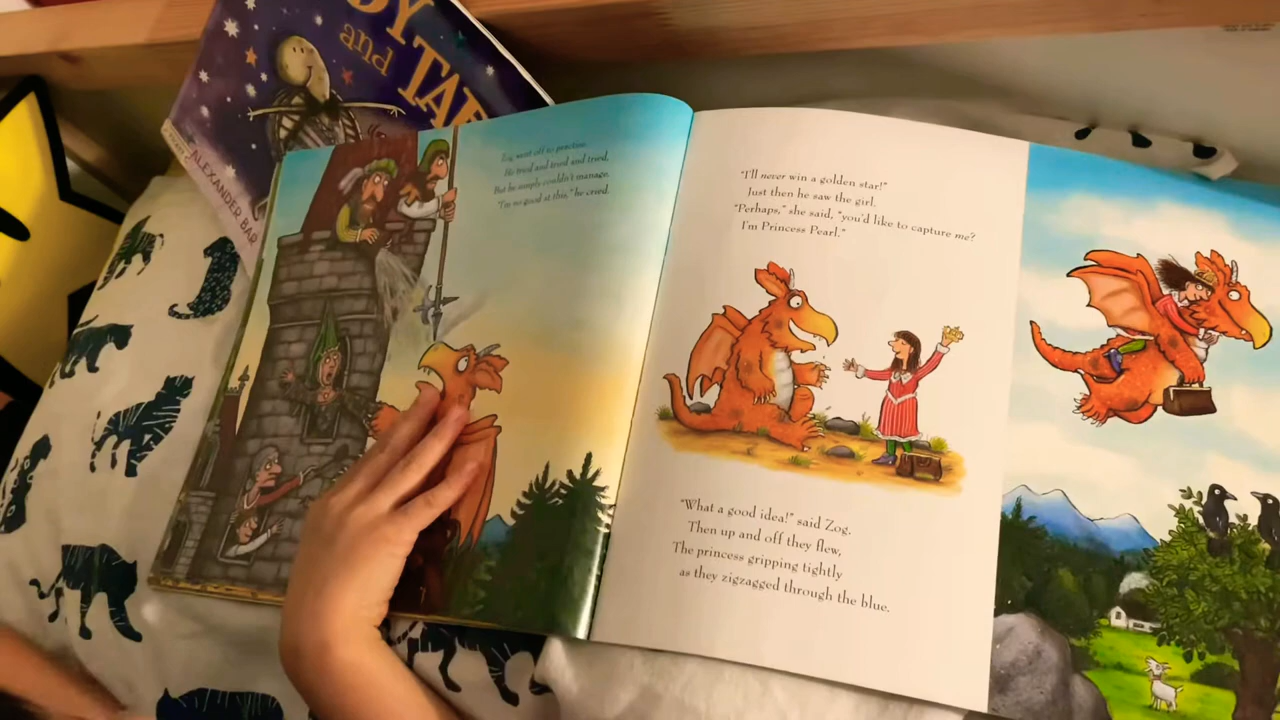 DY
and
TA
ALEXANDER BAR
Zog went off to practise.
He tried and tried and tried,
But he simply couldn't manage.
"I'm no good at this," he cried.
"I'll never win a golden star!"
Just then he saw the girl.
"Perhaps," she said, "you'd like to capture me?
I'm Princess Pearl."
"What a good idea!" said Zog.
Then up and off they flew,
The princess gripping tightly
as they zigzagged through the blue.